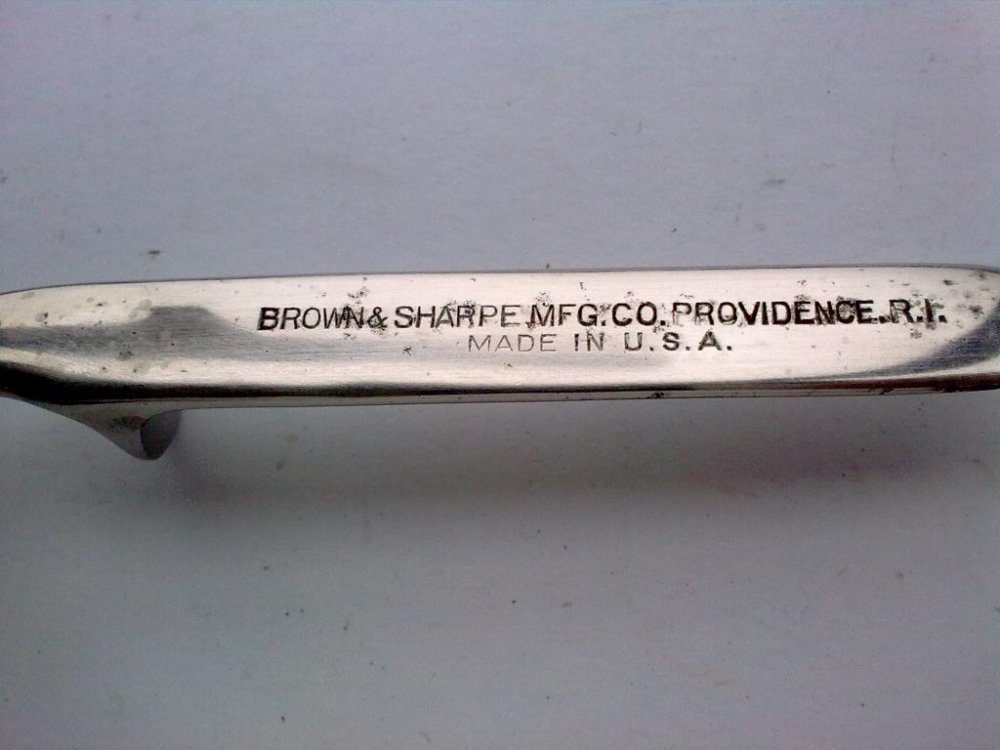 BROWN & SHARPE MFG. CO. PROVIDENCE. R.I.
MADE IN U.S.A.